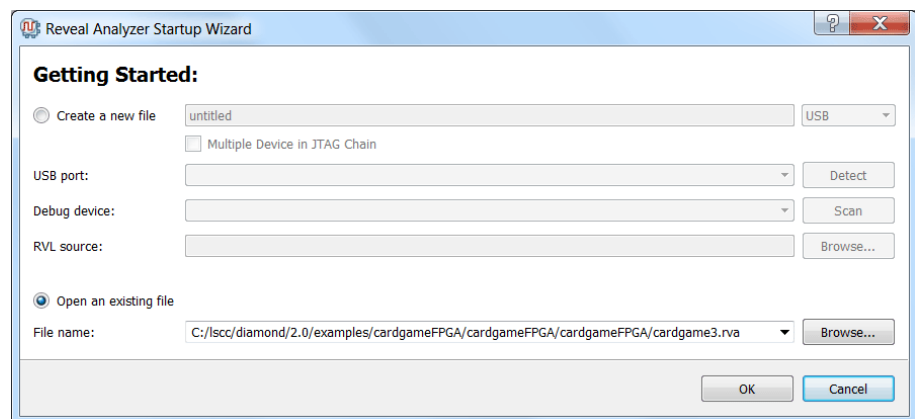 Reveal Analyzer Startup Wizard
Getting Started:
Create a new file untitled USB
Multiple Device in JTAG Chain
USB port: Detect
Debug device: Scan
RVL source: Browse...
Open an existing file
File name: C:/lscc/diamond/2.0/examples/cardgameFPGA/cardgameFPGA/cardgameFPGA/cardgame3.rva Browse...
OK Cancel